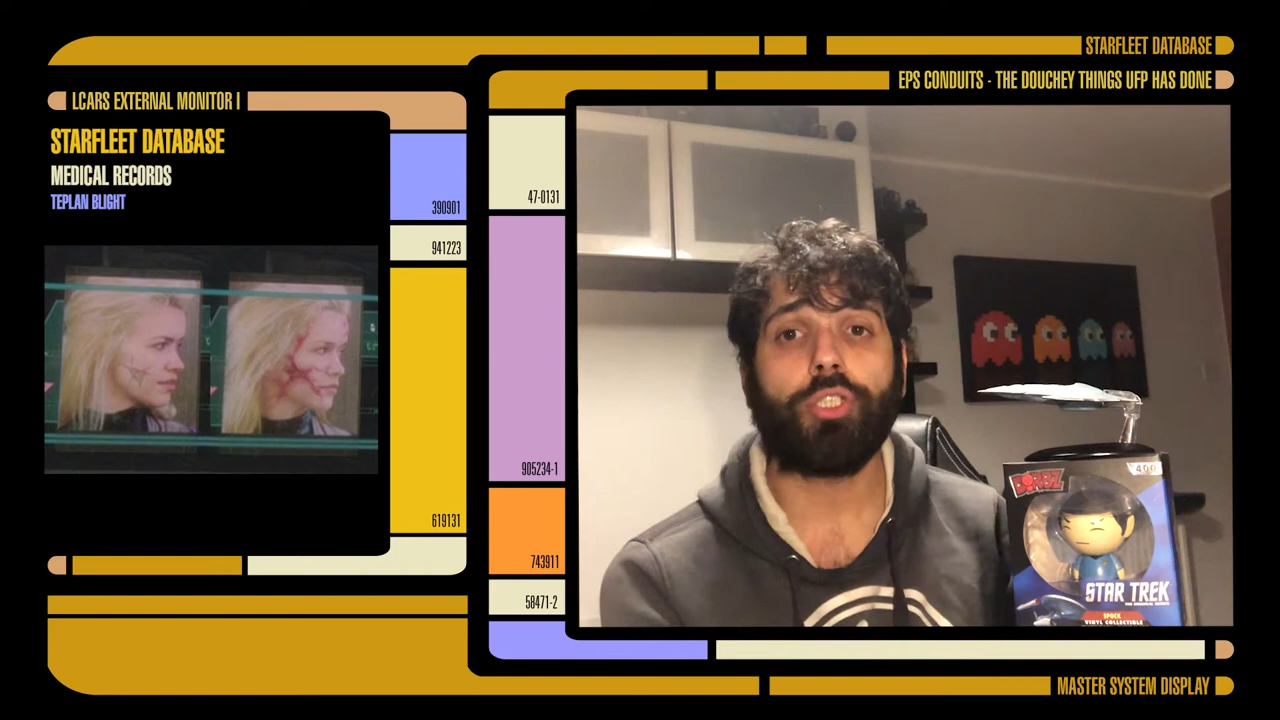 STARFLEET DATABASE
EPS CONDUITS - THE DOUCHEY THINGS UFP HAS DONE
LCARS EXTERNAL MONITOR I
STARFLEET DATABASE
MEDICAL RECORDS
TEPLAN BLIGHT
390901
941223
619131
47-0131
905234-1
743911
58471-2
DORBZ
400
STAR TREK
SPOCK
VINYL COLLECTIBLE
MASTER SYSTEM DISPLAY